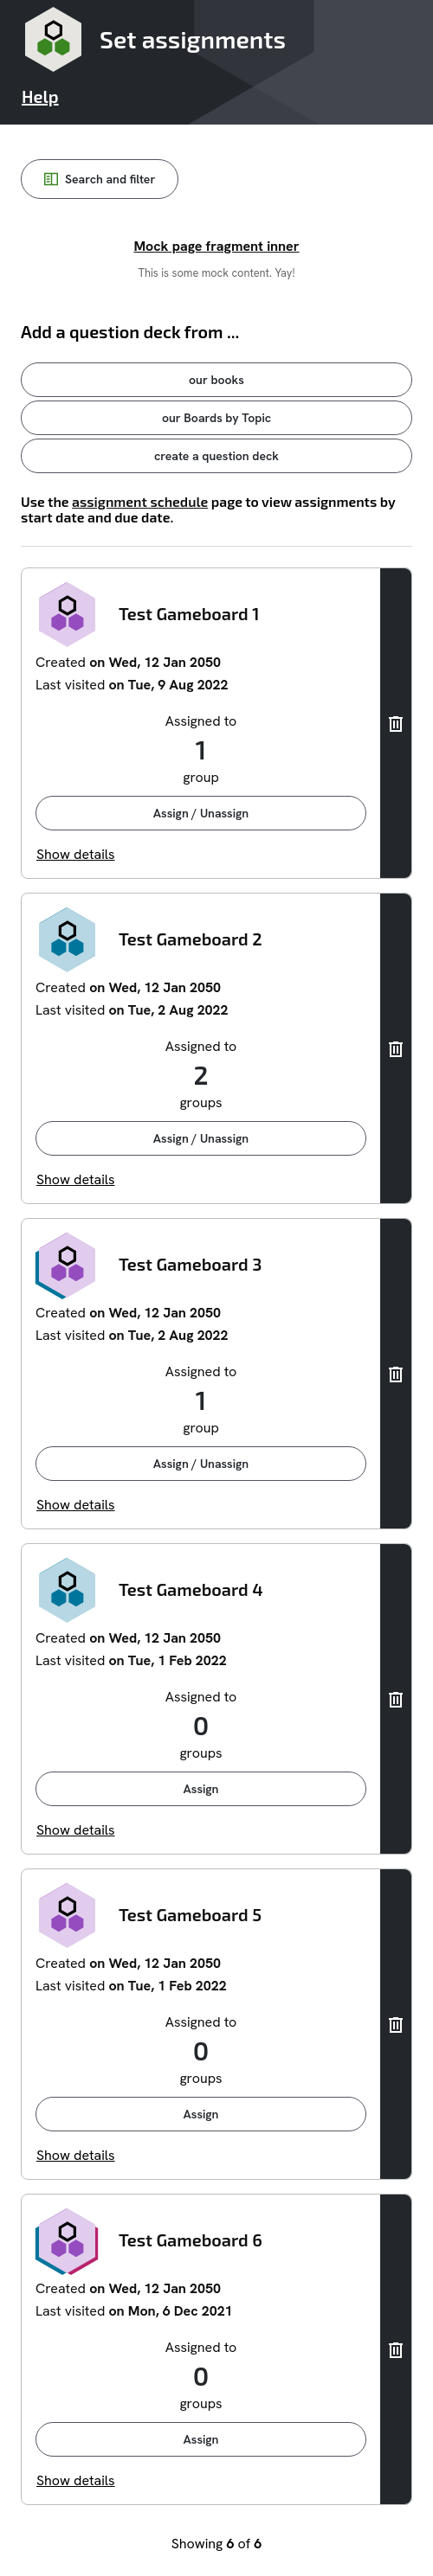 Set assignments
Help
Search and filter
Mock page fragment inner
This is some mock content. Yay!
Add a question deck from ...
our books
our Boards by Topic
create a question deck
Use the assignment schedule page to view assignments by
start date and due date.
Test Gameboard 1
Created on Wed, 12 Jan 2050
Last visited on Tue, 9 Aug 2022
Assigned to
1
group
Assign / Unassign
Show details
Test Gameboard 2
Created on Wed, 12 Jan 2050
Last visited on Tue, 2 Aug 2022
Assigned to
2
groups
Assign / Unassign
Show details
Test Gameboard 3
Created on Wed, 12 Jan 2050
Last visited on Tue, 2 Aug 2022
Assigned to
1
group
Assign / Unassign
Show details
Test Gameboard 4
Created on Wed, 12 Jan 2050
Last visited on Tue, 1 Feb 2022
Assigned to
0
groups
Assign
Show details
Test Gameboard 5
Created on Wed, 12 Jan 2050
Last visited on Tue, 1 Feb 2022
Assigned to
0
groups
Assign
Show details
Test Gameboard 6
Created on Wed, 12 Jan 2050
Last visited on Mon, 6 Dec 2021
Assigned to
0
groups
Assign
Show details
Showing 6 of 6